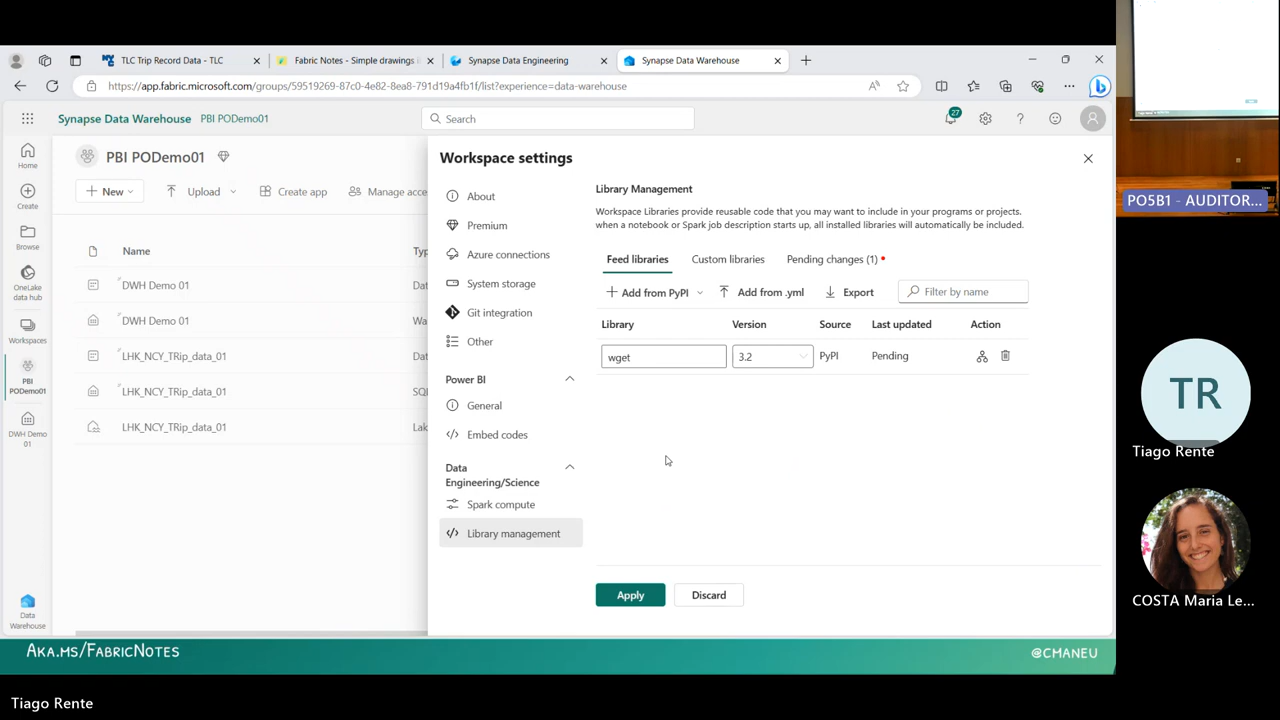 TLC Trip Record Data - TLC
Fabric Notes - Simple drawings
Synapse Data Engineering
Synapse Data Warehouse
https://app.fabric.microsoft.com/groups/59519269-87c0-4e82-8ea8-791d19a4fb1f/list?experience=data-warehouse
Synapse Data Warehouse PBI PODemo01
Search
27
Home
Create
Browse
OneLake
data hub
Workspaces
PBI
PODemo01
DWH Demo
01
Data
Warehouse
PBI PODemo01
New
Upload
Create app
Manage acce
Name
Typ
DWH Demo 01
Dat
DWH Demo 01
Wa
LHK_NCY_TRip_data_01
Dat
LHK_NCY_TRip_data_01
SQL
LHK_NCY_TRip_data_01
Lak
Workspace settings
About
Premium
Azure connections
System storage
Git integration
Other
Power BI
General
Embed codes
Data
Engineering/Science
Spark compute
Library management
Library Management
Workspace Libraries provide reusable code that you may want to include in your programs or projects.
when a notebook or Spark job description starts up, all installed libraries will automatically be included.
Feed libraries
Custom libraries
Pending changes (1)
Add from PyPI
Add from .yml
Export
Filter by name
Library
Version
Source
Last updated
Action
wget
3.2
PyPI
Pending
Apply
Discard
AKA.MS/FABRICNOTES
@CMANEU
Tiago Rente
PO5B1 - AUDITOR...
TR
Tiago Rente
COSTA Maria Le...